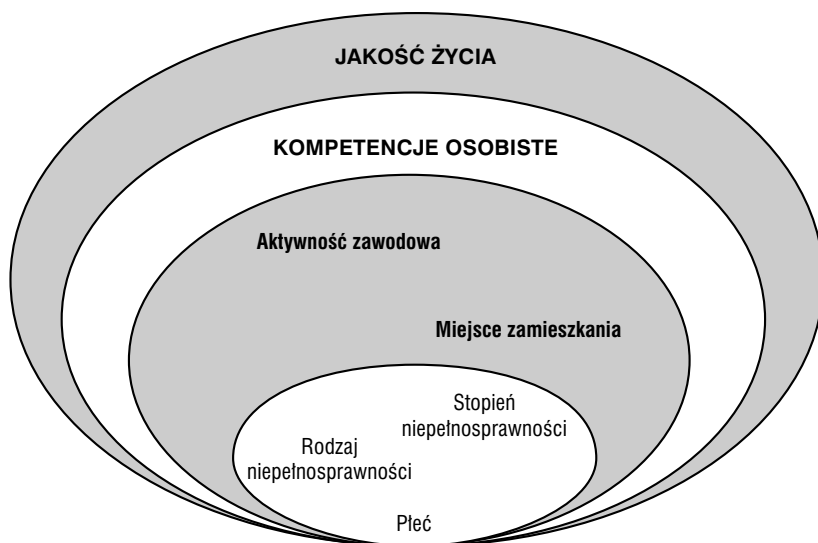 JAKOŚĆ ŻYCIA
KOMPETENCJE OSOBISTE
Aktywność zawodowa
Miejsce zamieszkania
Stopień
niepełnosprawności
Rodzaj
niepełnosprawności
Płeć